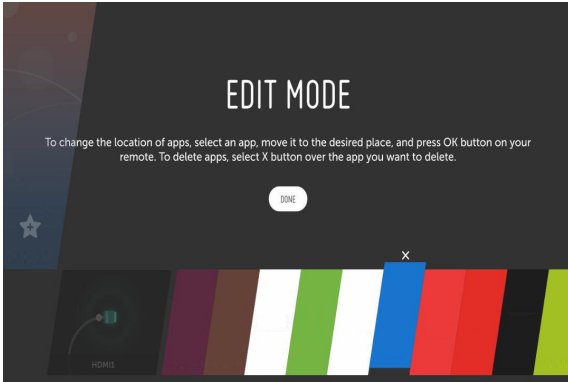 EDIT MODE
To change the location of apps, select an app, move it to the desired place, and press OK button on your
remote. To delete apps, select X button over the app you want to delete.
DONE
X
HDMI1